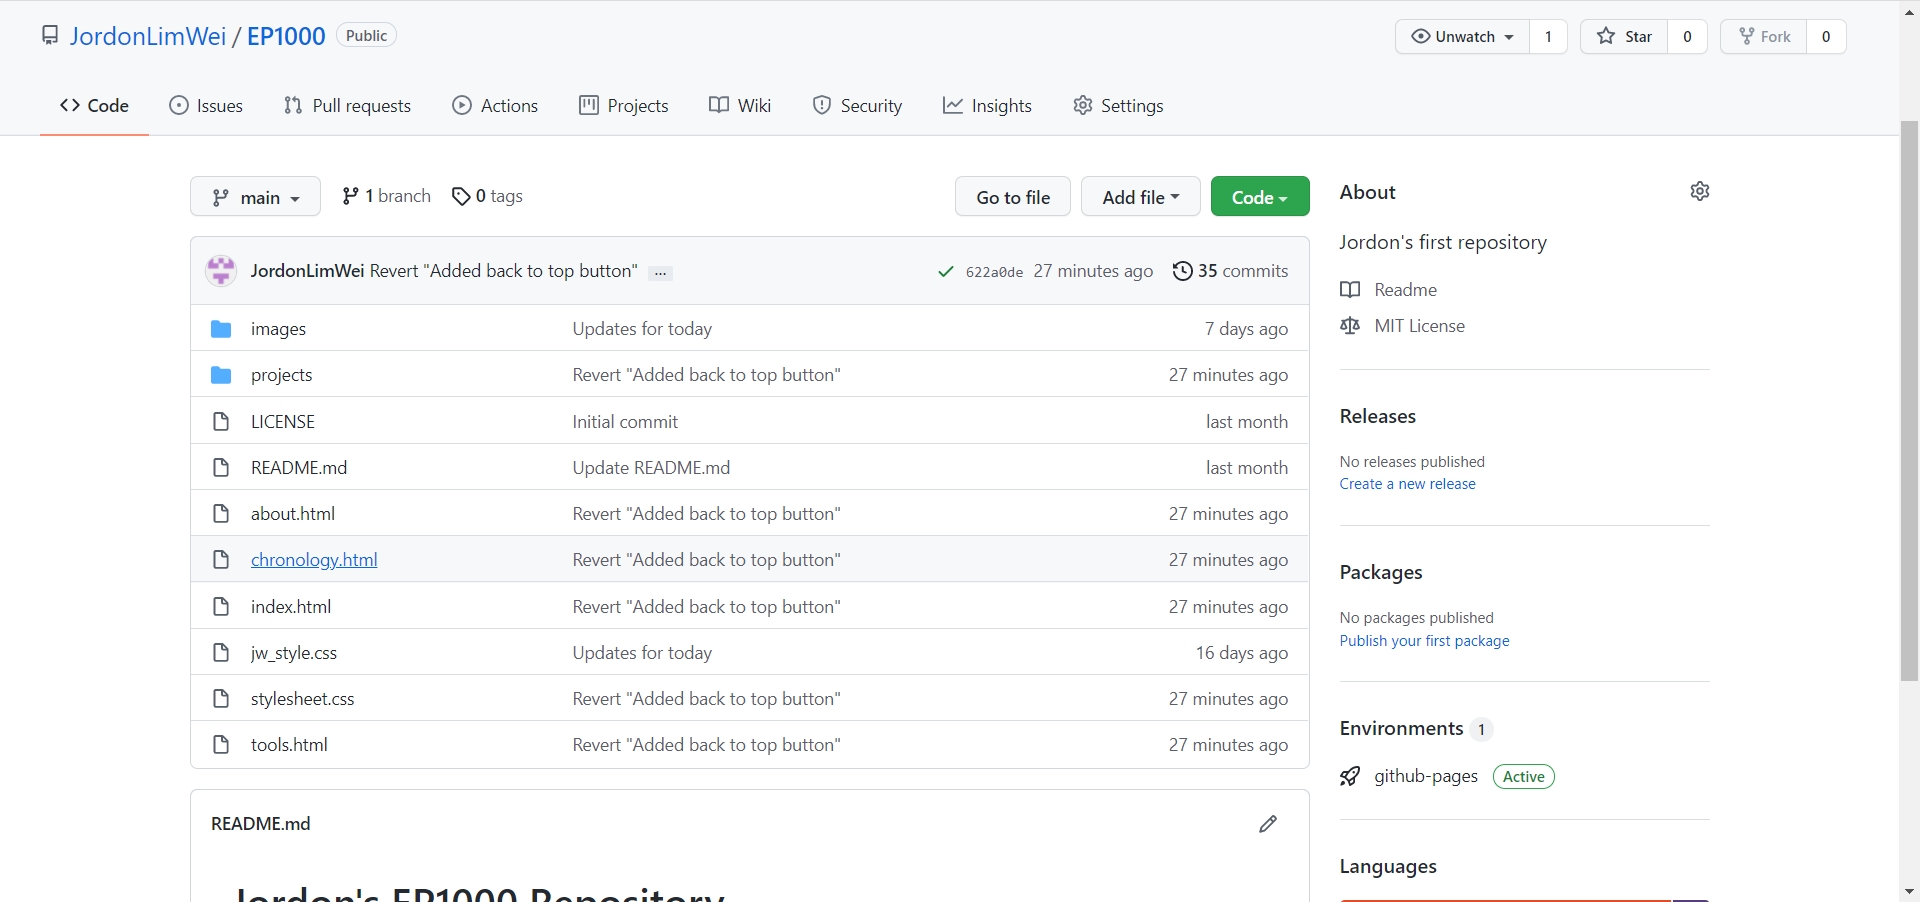 JordonLimWei / EP1000 Public
Unwatch 1 Star 0 Fork 0
Code Issues Pull requests Actions Projects Wiki Security Insights Settings
main 1 branch 0 tags Go to file Add file Code
JordonLimWei Revert "Added back to top button" ... 622a0de 27 minutes ago 35 commits
images Updates for today 7 days ago
projects Revert "Added back to top button" 27 minutes ago
LICENSE Initial commit last month
README.md Update README.md last month
about.html Revert "Added back to top button" 27 minutes ago
chronology.html Revert "Added back to top button" 27 minutes ago
index.html Revert "Added back to top button" 27 minutes ago
jw_style.css Updates for today 16 days ago
stylesheet.css Revert "Added back to top button" 27 minutes ago
tools.html Revert "Added back to top button" 27 minutes ago
README.md
Jordon's EP1000 Repository
About
Jordon's first repository
Readme
MIT License
Releases
No releases published
Create a new release
Packages
No packages published
Publish your first package
Environments 1
github-pages Active
Languages